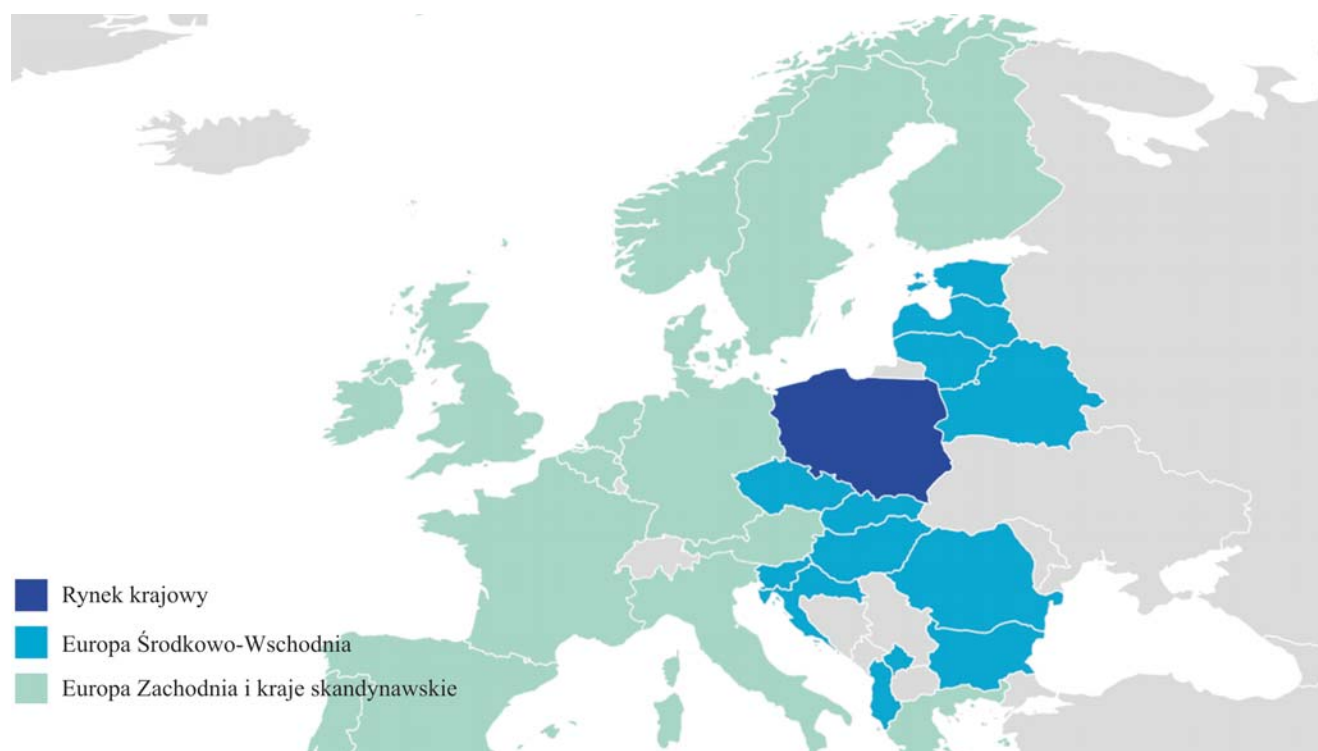 Rynek krajowy
Europa Środkowo-Wschodnia
Europa Zachodnia i kraje skandynawskie